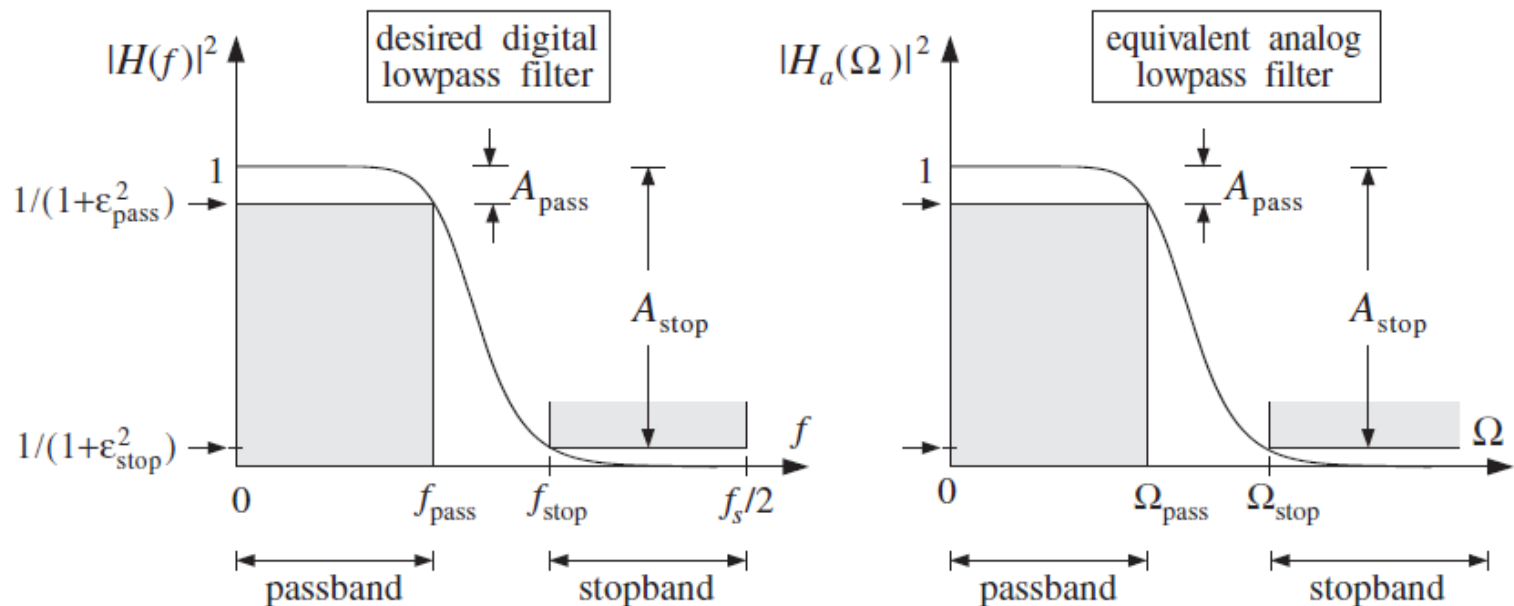 |H(f)|²
desired digital
lowpass filter
1
1/(1+ε²pass)
Apass
Astop
1/(1+ε²stop)
f
0
fpass
fstop
fs/2
passband
stopband
|Ha(Ω)|²
equivalent analog
lowpass filter
1
Apass
Astop
Ω
0
Ωpass
Ωstop
passband
stopband